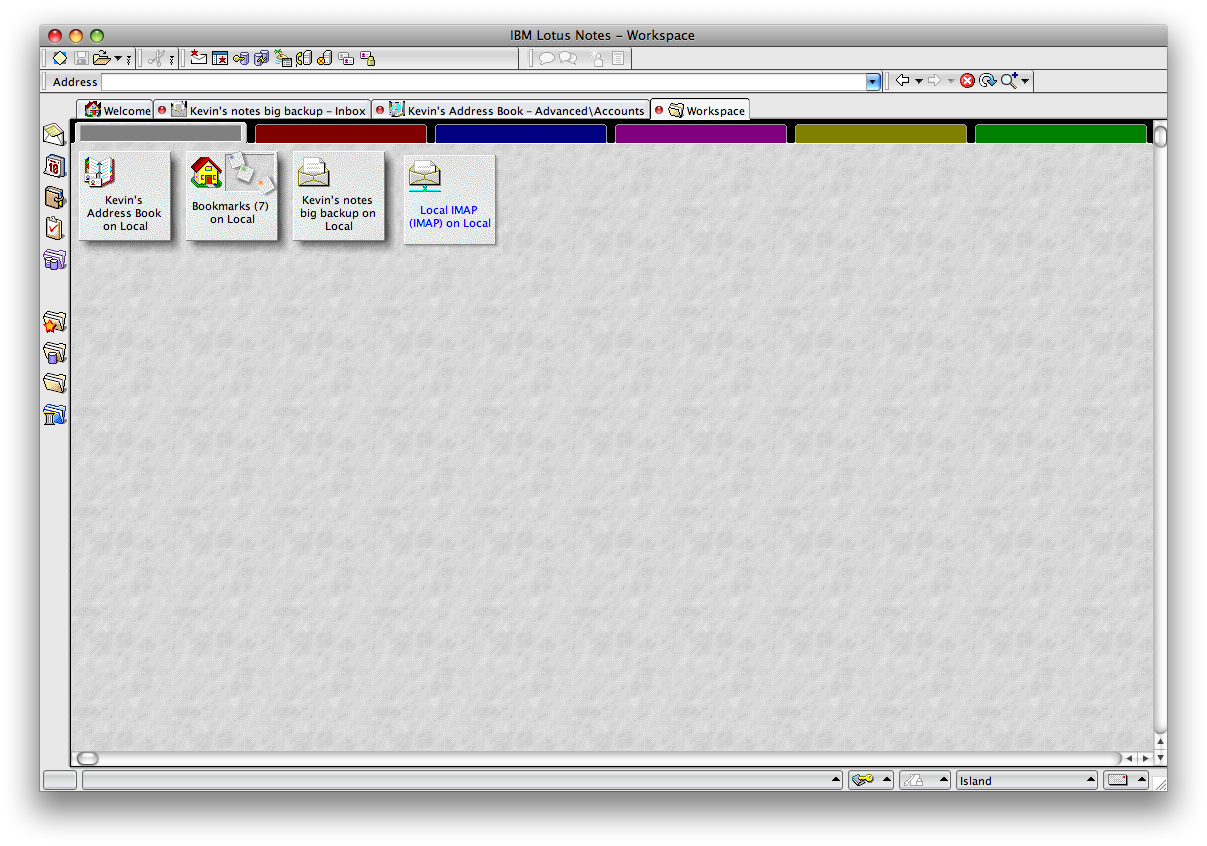 IBM Lotus Notes – Workspace
Address
Welcome
Kevin's notes big backup – Inbox
Kevin's Address Book – Advanced\Accounts
Workspace
18
Kevin's
Address Book
on Local
Bookmarks (7)
on Local
Kevin's notes
big backup on
Local
Local IMAP
(IMAP) on Local
Island